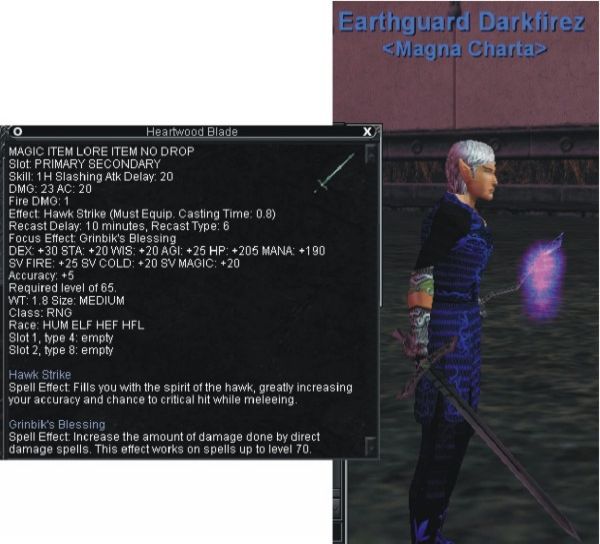 Earthguard Darkfirez
<Magna Charta>
O Heartwood Blade X
MAGIC ITEM LORE ITEM NO DROP
Slot: PRIMARY SECONDARY
Skill: 1H Slashing Atk Delay: 20
DMG: 23 AC: 20
Fire DMG: 1
Effect: Hawk Strike (Must Equip. Casting Time: 0.8)
Recast Delay: 10 minutes, Recast Type: 6
Focus Effect: Grinbik's Blessing
DEX: +30 STA: +20 WIS: +20 AGI: +25 HP: +205 MANA: +190
SV FIRE: +25 SV COLD: +20 SV MAGIC: +20
Accuracy: +5
Required level of 65.
WT: 1.8 Size: MEDIUM
Class: RNG
Race: HUM ELF HEF HFL
Slot 1, type 4: empty
Slot 2, type 8: empty
Hawk Strike
Spell Effect: Fills you with the spirit of the hawk, greatly increasing
your accuracy and chance to critical hit while meleeing.
Grinbik's Blessing
Spell Effect: Increase the amount of damage done by direct
damage spells. This effect works on spells up to level 70.